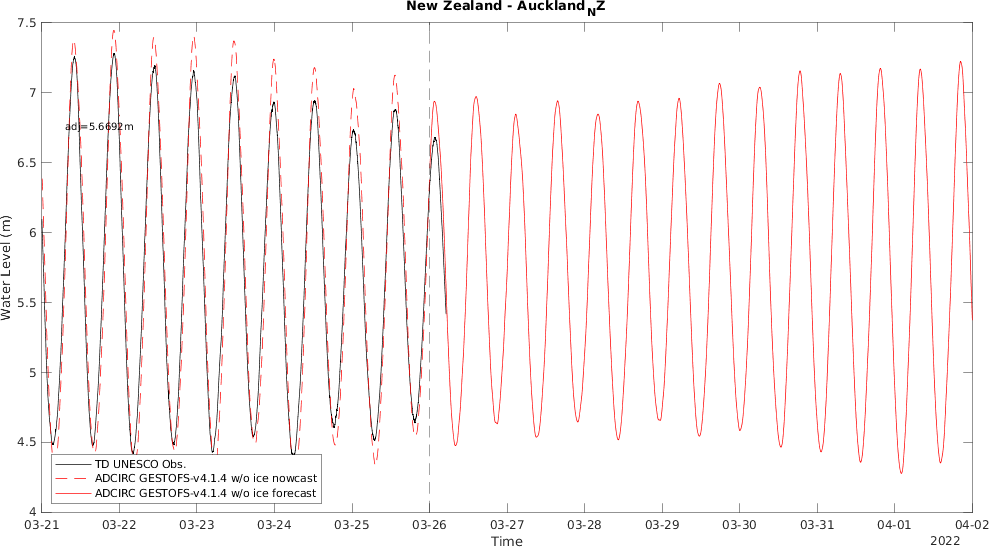 New Zealand - Auckland_NZ
7.5
7
6.5
6
5.5
5
4.5
4
Water Level (m)
adj=5.6692m
TD UNESCO Obs.
ADCIRC GESTOFS-v4.1.4 w/o ice nowcast
ADCIRC GESTOFS-v4.1.4 w/o ice forecast
03-21 03-22 03-23 03-24 03-25 03-26 03-27 03-28 03-29 03-30 03-31 04-01 04-02
Time
2022